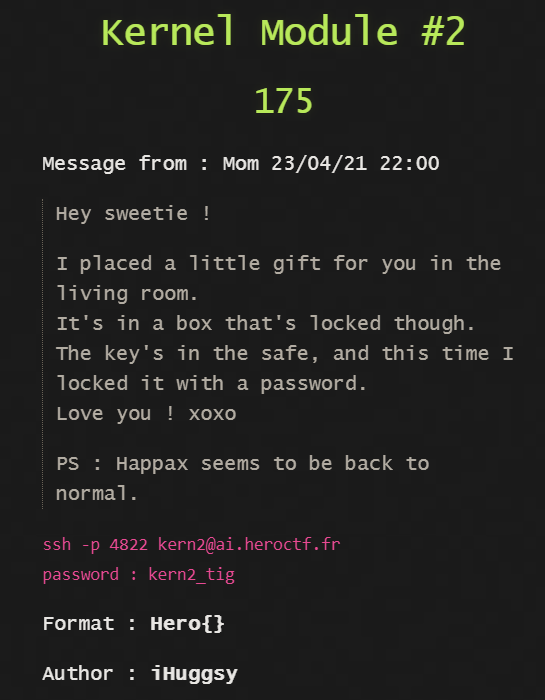 Kernel Module #2
175
Message from : Mom 23/04/21 22:00
Hey sweetie !
I placed a little gift for you in the
living room.
It's in a box that's locked though.
The key's in the safe, and this time I
locked it with a password.
Love you ! xoxo
PS : Happax seems to be back to
normal.
ssh -p 4822 kern2@ai.heroctf.fr
password : kern2_tig
Format : Hero{}
Author : iHuggsy